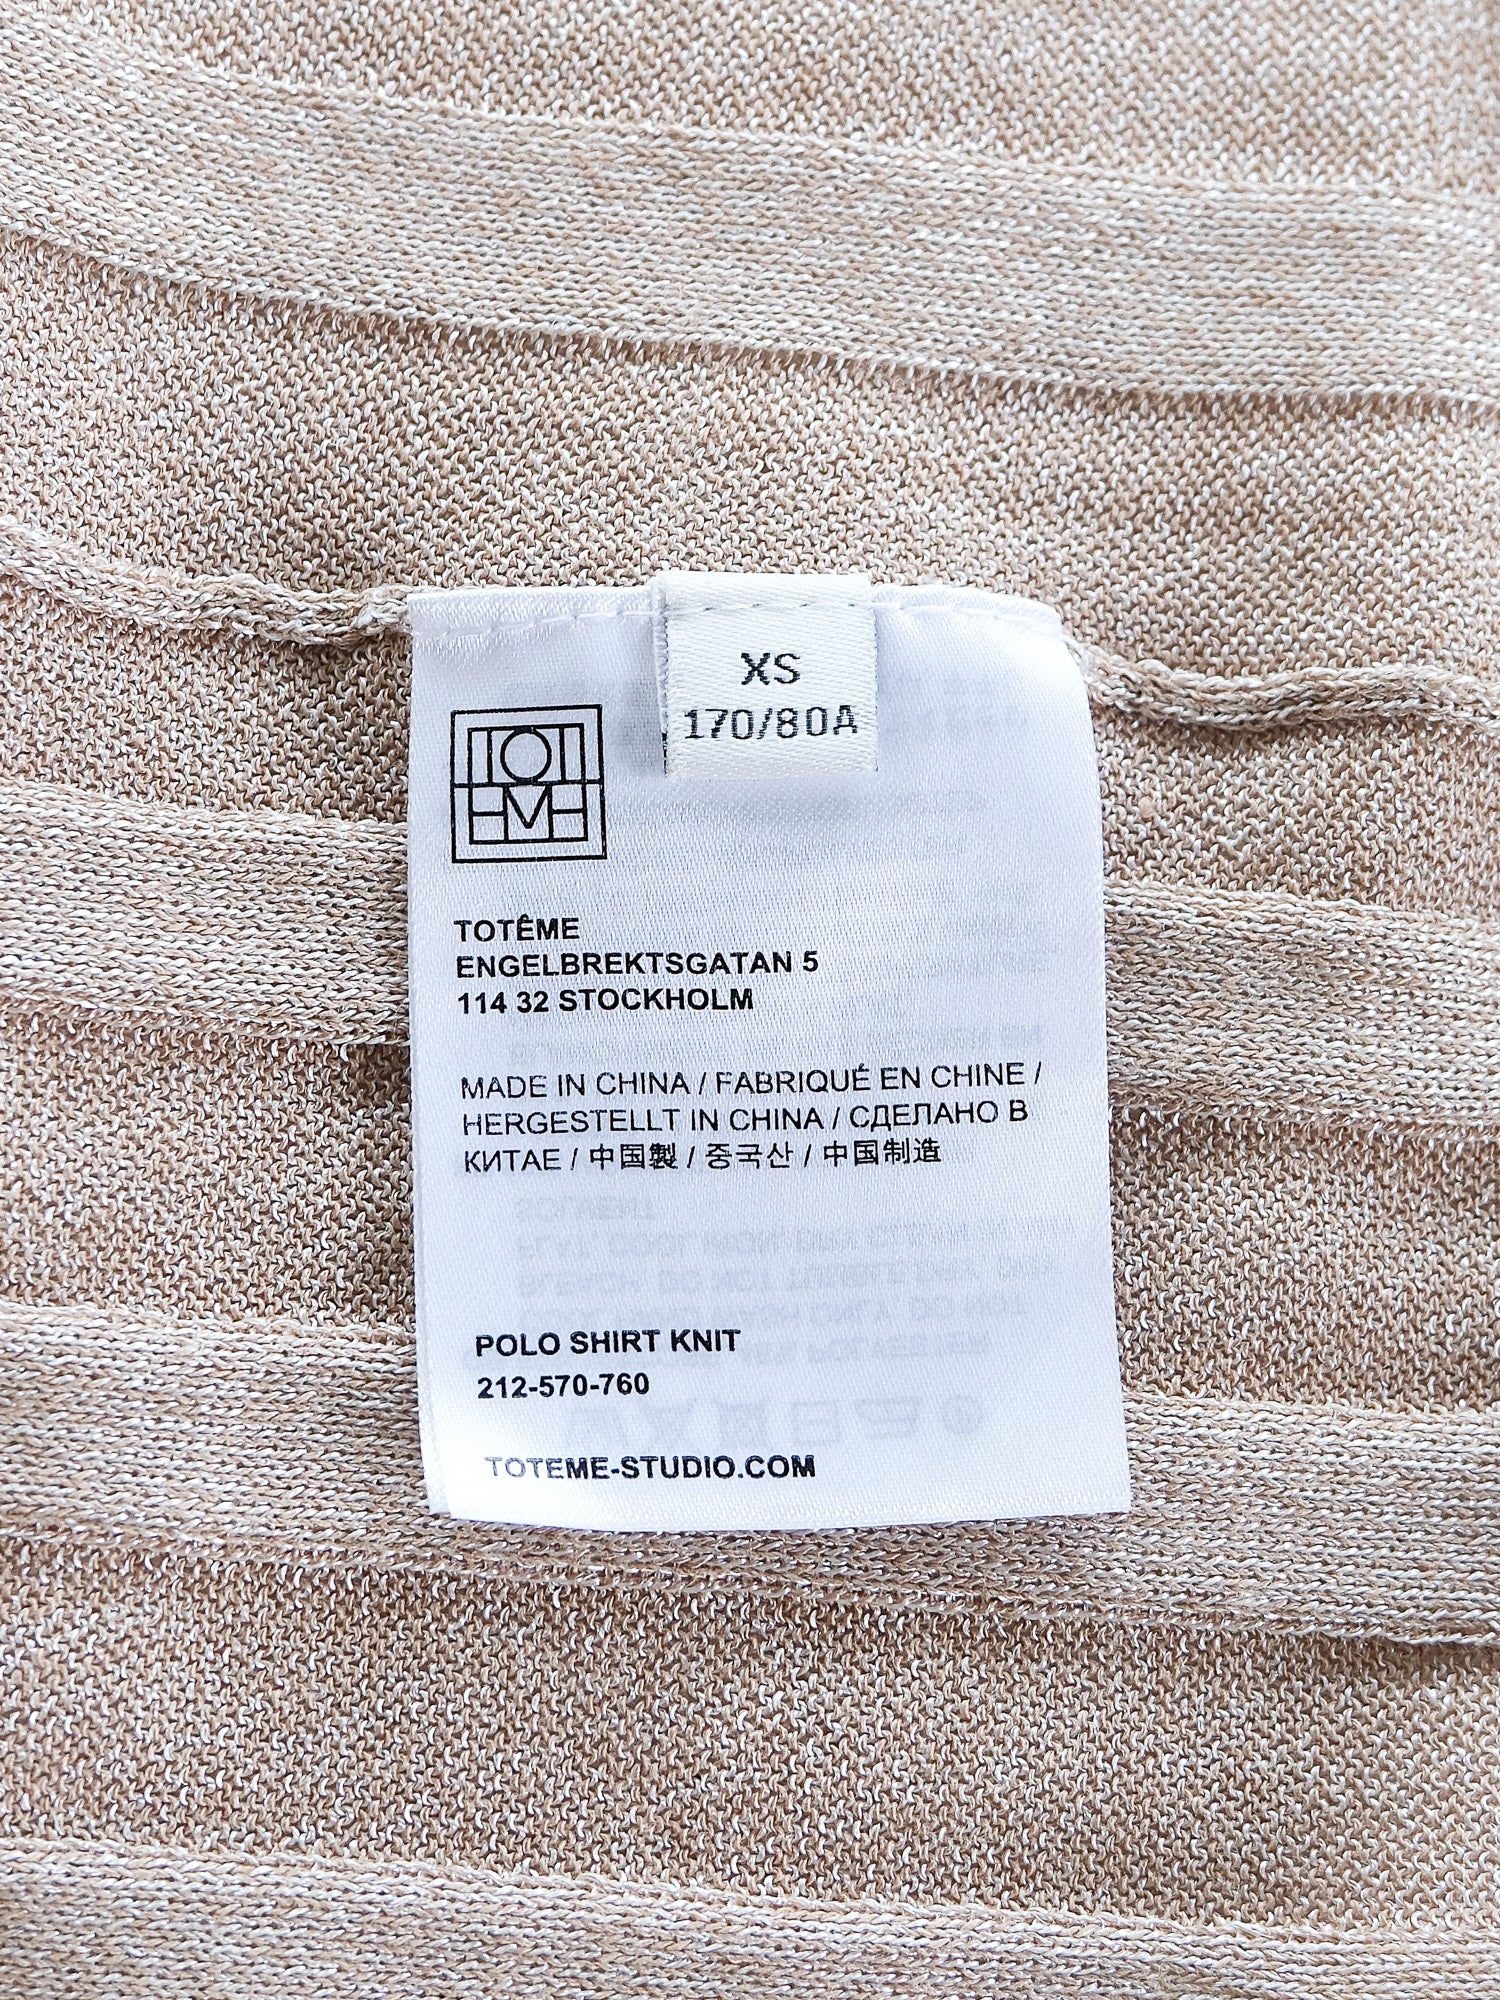 XS
170/80A
TOTÊME
ENGELBREKTSGATAN 5
114 32 STOCKHOLM
MADE IN CHINA / FABRIQUÉ EN CHINE /
HERGESTELLT IN CHINA / СДЕЛАНО В
КИТАЕ / 中国製 / 중국산 / 中国制造
POLO SHIRT KNIT
212-570-760
TOTEME-STUDIO.COM